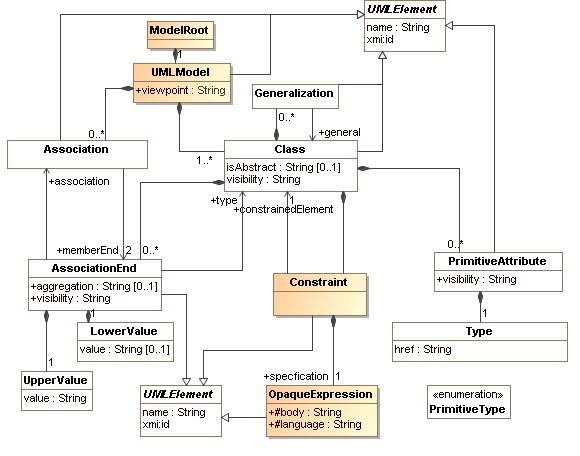 UMLElement
name : String
xmi:id
ModelRoot
1
UMLModel
+viewpoint : String
Generalization
0..*
+general
0..*
Association
1..*
Class
isAbstract : String [0..1]
visibility : String
+association
+type
1
+constrainedElement
+memberEnd
2
0..*
0..*
AssociationEnd
+aggregation : String [0..1]
+visibility : String
PrimitiveAttribute
+visibility : String
Constraint
1
1
LowerValue
value : String [0..1]
Type
href : String
1
UpperValue
value : String
+specfication
1
UMLElement
name : String
xmi:id
OpaqueExpression
+#body : String
+#language : String
«enumeration»
PrimitiveType